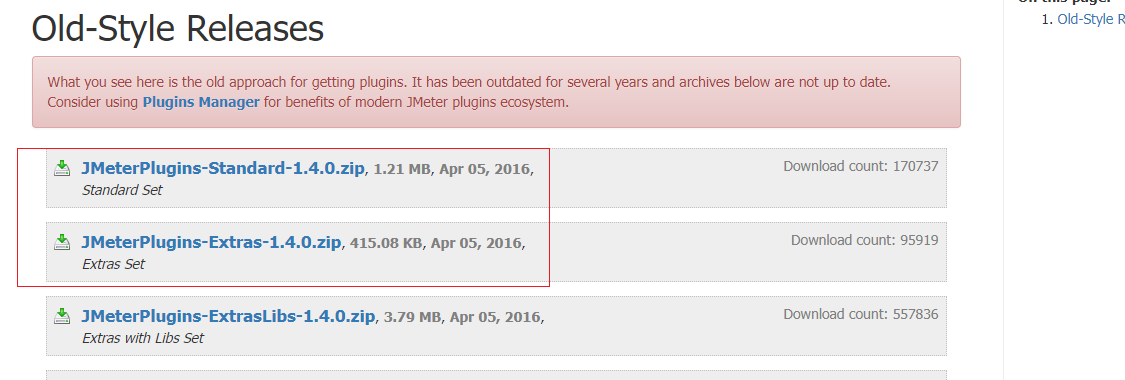 On this page:
1. Old-Style R
Old-Style Releases
What you see here is the old approach for getting plugins. It has been outdated for several years and archives below are not up to date.
Consider using Plugins Manager for benefits of modern JMeter plugins ecosystem.
JMeterPlugins-Standard-1.4.0.zip, 1.21 MB, Apr 05, 2016,
Download count: 170737
Standard Set
JMeterPlugins-Extras-1.4.0.zip, 415.08 KB, Apr 05, 2016,
Download count: 95919
Extras Set
JMeterPlugins-ExtrasLibs-1.4.0.zip, 3.79 MB, Apr 05, 2016,
Download count: 557836
Extras with Libs Set